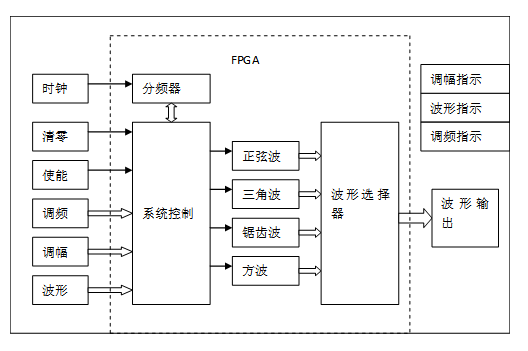 FPGA
时钟
分频器
调幅指示
波形指示
调频指示
清零
使能
调频
调幅
波形
系统控制
正弦波
三角波
锯齿波
方波
波形选择
器
波形输
出